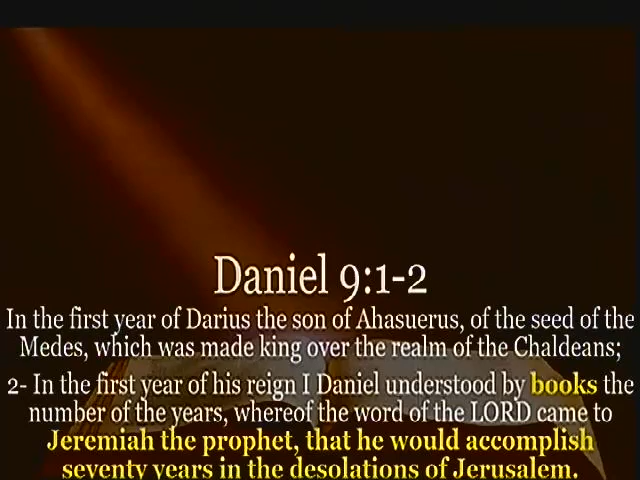 Daniel 9:1-2
In the first year of Darius the son of Ahasuerus, of the seed of the
Medes, which was made king over the realm of the Chaldeans;
2- In the first year of his reign I Daniel understood by books the
number of the years, whereof the word of the LORD came to
Jeremiah the prophet, that he would accomplish
seventy years in the desolations of Jerusalem.